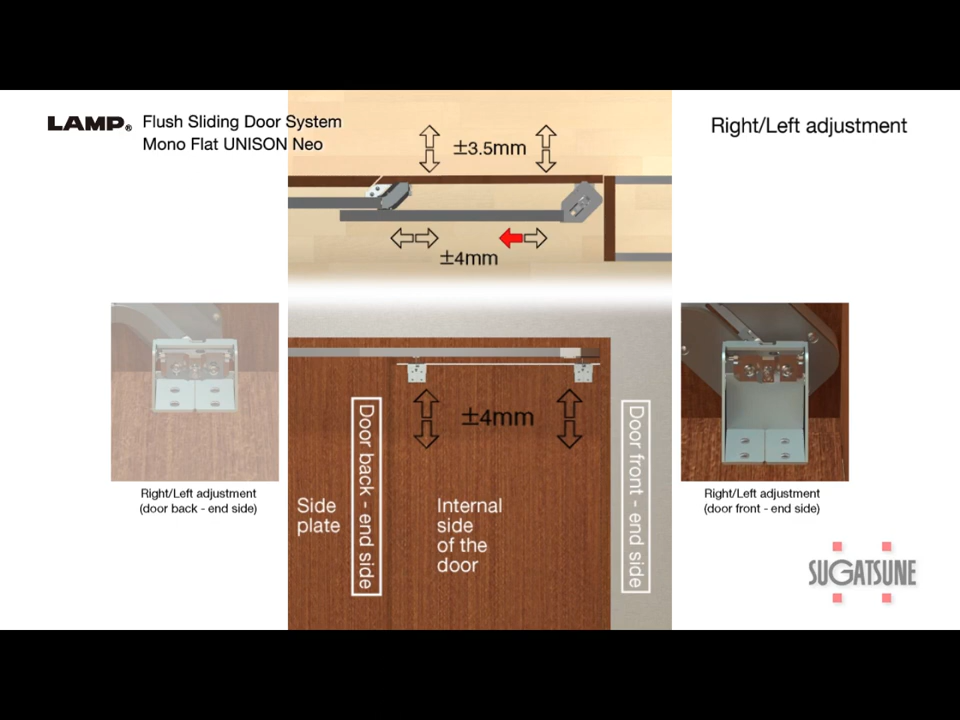 LAMP® Flush Sliding Door System
Mono Flat UNISON Neo
Right/Left adjustment
±3.5mm
±4mm
±4mm
Door back - end side
Door front - end side
Side
plate
Internal
side
of the
door
Right/Left adjustment
(door back - end side)
Right/Left adjustment
(door front - end side)
SUGATSUNE